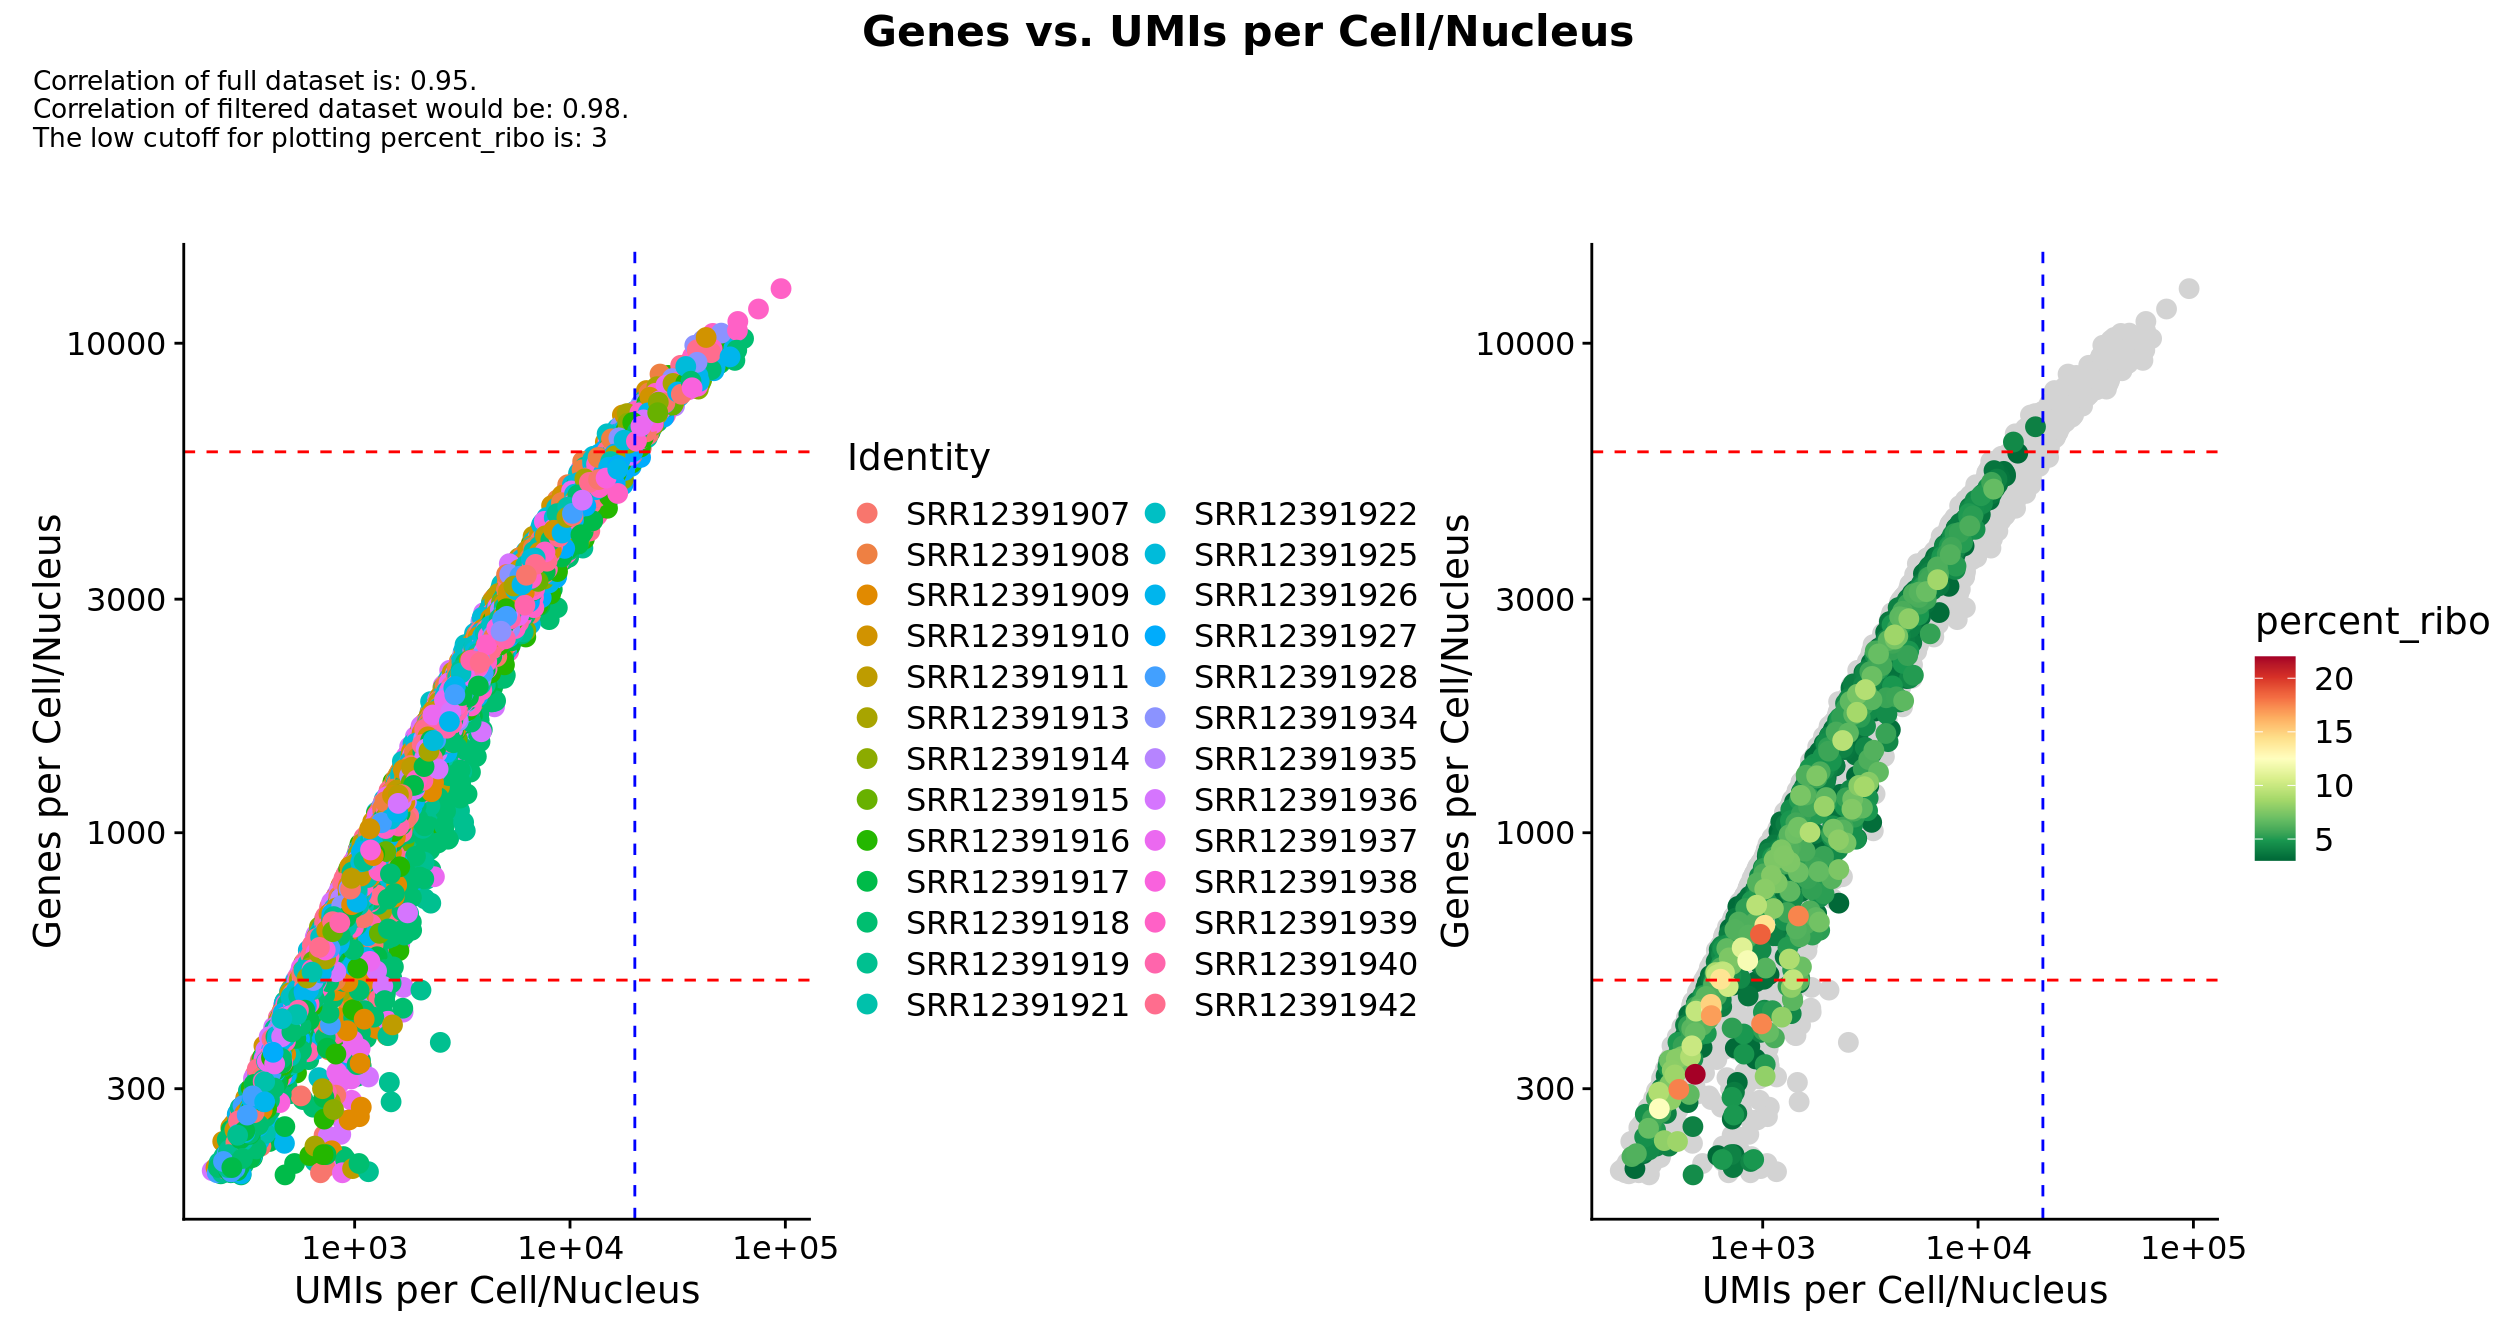 Genes vs. UMIs per Cell/Nucleus
Correlation of full dataset is: 0.95.
Correlation of filtered dataset would be: 0.98.
The low cutoff for plotting percent_ribo is: 3
Genes per Cell/Nucleus
10000
3000
1000
300
1e+03
1e+04
1e+05
UMIs per Cell/Nucleus
Identity
SRR12391907
SRR12391908
SRR12391909
SRR12391910
SRR12391911
SRR12391913
SRR12391914
SRR12391915
SRR12391916
SRR12391917
SRR12391918
SRR12391919
SRR12391921
SRR12391922
SRR12391925
SRR12391926
SRR12391927
SRR12391928
SRR12391934
SRR12391935
SRR12391936
SRR12391937
SRR12391938
SRR12391939
SRR12391940
SRR12391942
Genes per Cell/Nucleus
10000
3000
1000
300
1e+03
1e+04
1e+05
UMIs per Cell/Nucleus
percent_ribo
20
15
10
5